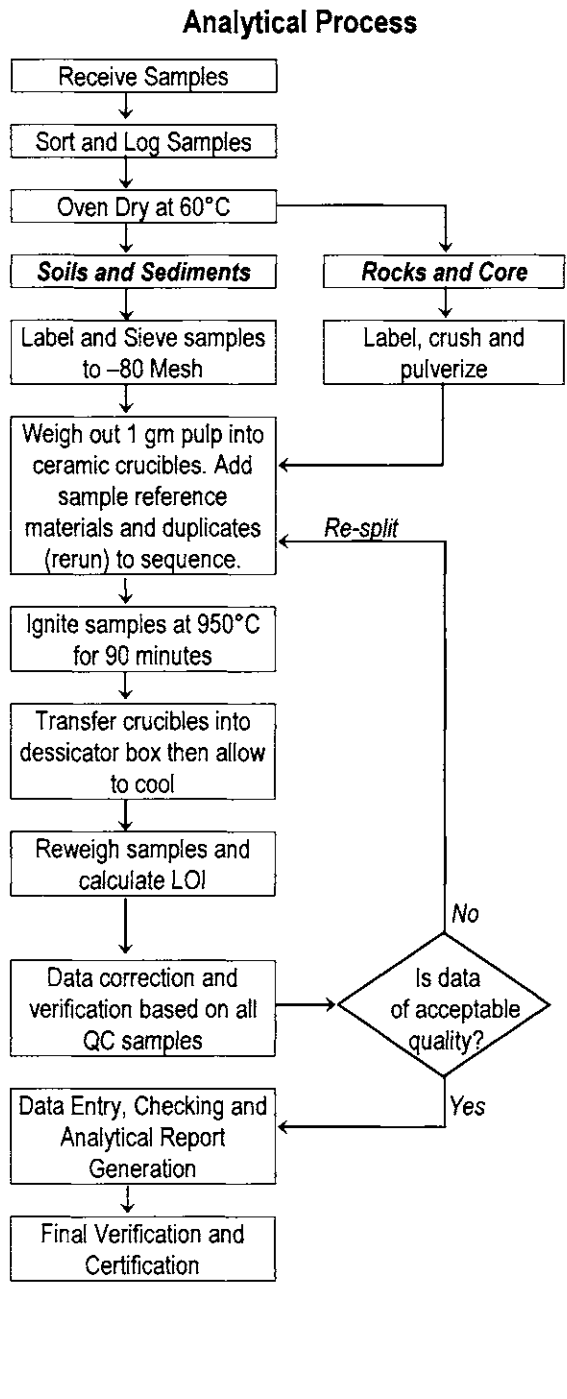 Analytical Process
Receive Samples
Sort and Log Samples
Oven Dry at 60°C
Soils and Sediments
Rocks and Core
Label and Sieve samples
to –80 Mesh
Label, crush and
pulverize
Weigh out 1 gm pulp into
ceramic crucibles. Add
sample reference
materials and duplicates
(rerun) to sequence.
Re-split
Ignite samples at 950°C
for 90 minutes
Transfer crucibles into
dessicator box then allow
to cool
Reweigh samples and
calculate LOI
No
Data correction and
verification based on all
QC samples
Is data
of acceptable
quality?
Yes
Data Entry, Checking and
Analytical Report
Generation
Final Verification and
Certification